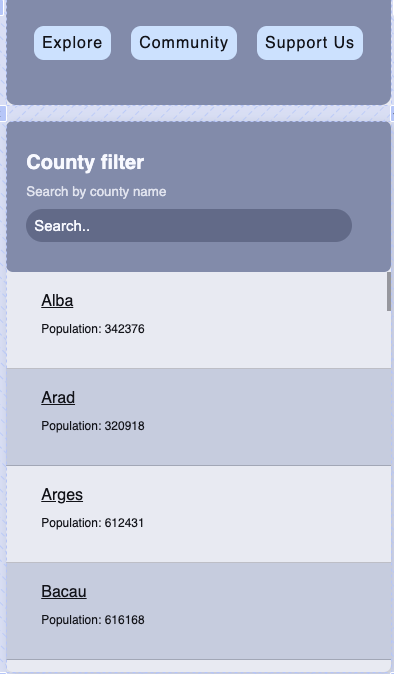 Explore Community Support Us
County filter
Search by county name
Search..
Alba
Population: 342376
Arad
Population: 320918
Arges
Population: 612431
Bacau
Population: 616168